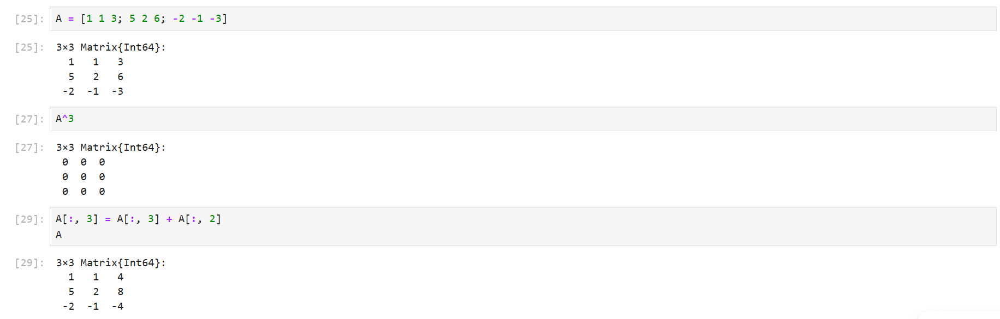 [25]: A = [1 1 3; 5 2 6; -2 -1 -3]
[25]: 3×3 Matrix{Int64}:
1 1 3
5 2 6
-2 -1 -3
[27]: A^3
[27]: 3×3 Matrix{Int64}:
0 0 0
0 0 0
0 0 0
[29]: A[:, 3] = A[:, 3] + A[:, 2]
A
[29]: 3×3 Matrix{Int64}:
1 1 4
5 2 8
-2 -1 -4